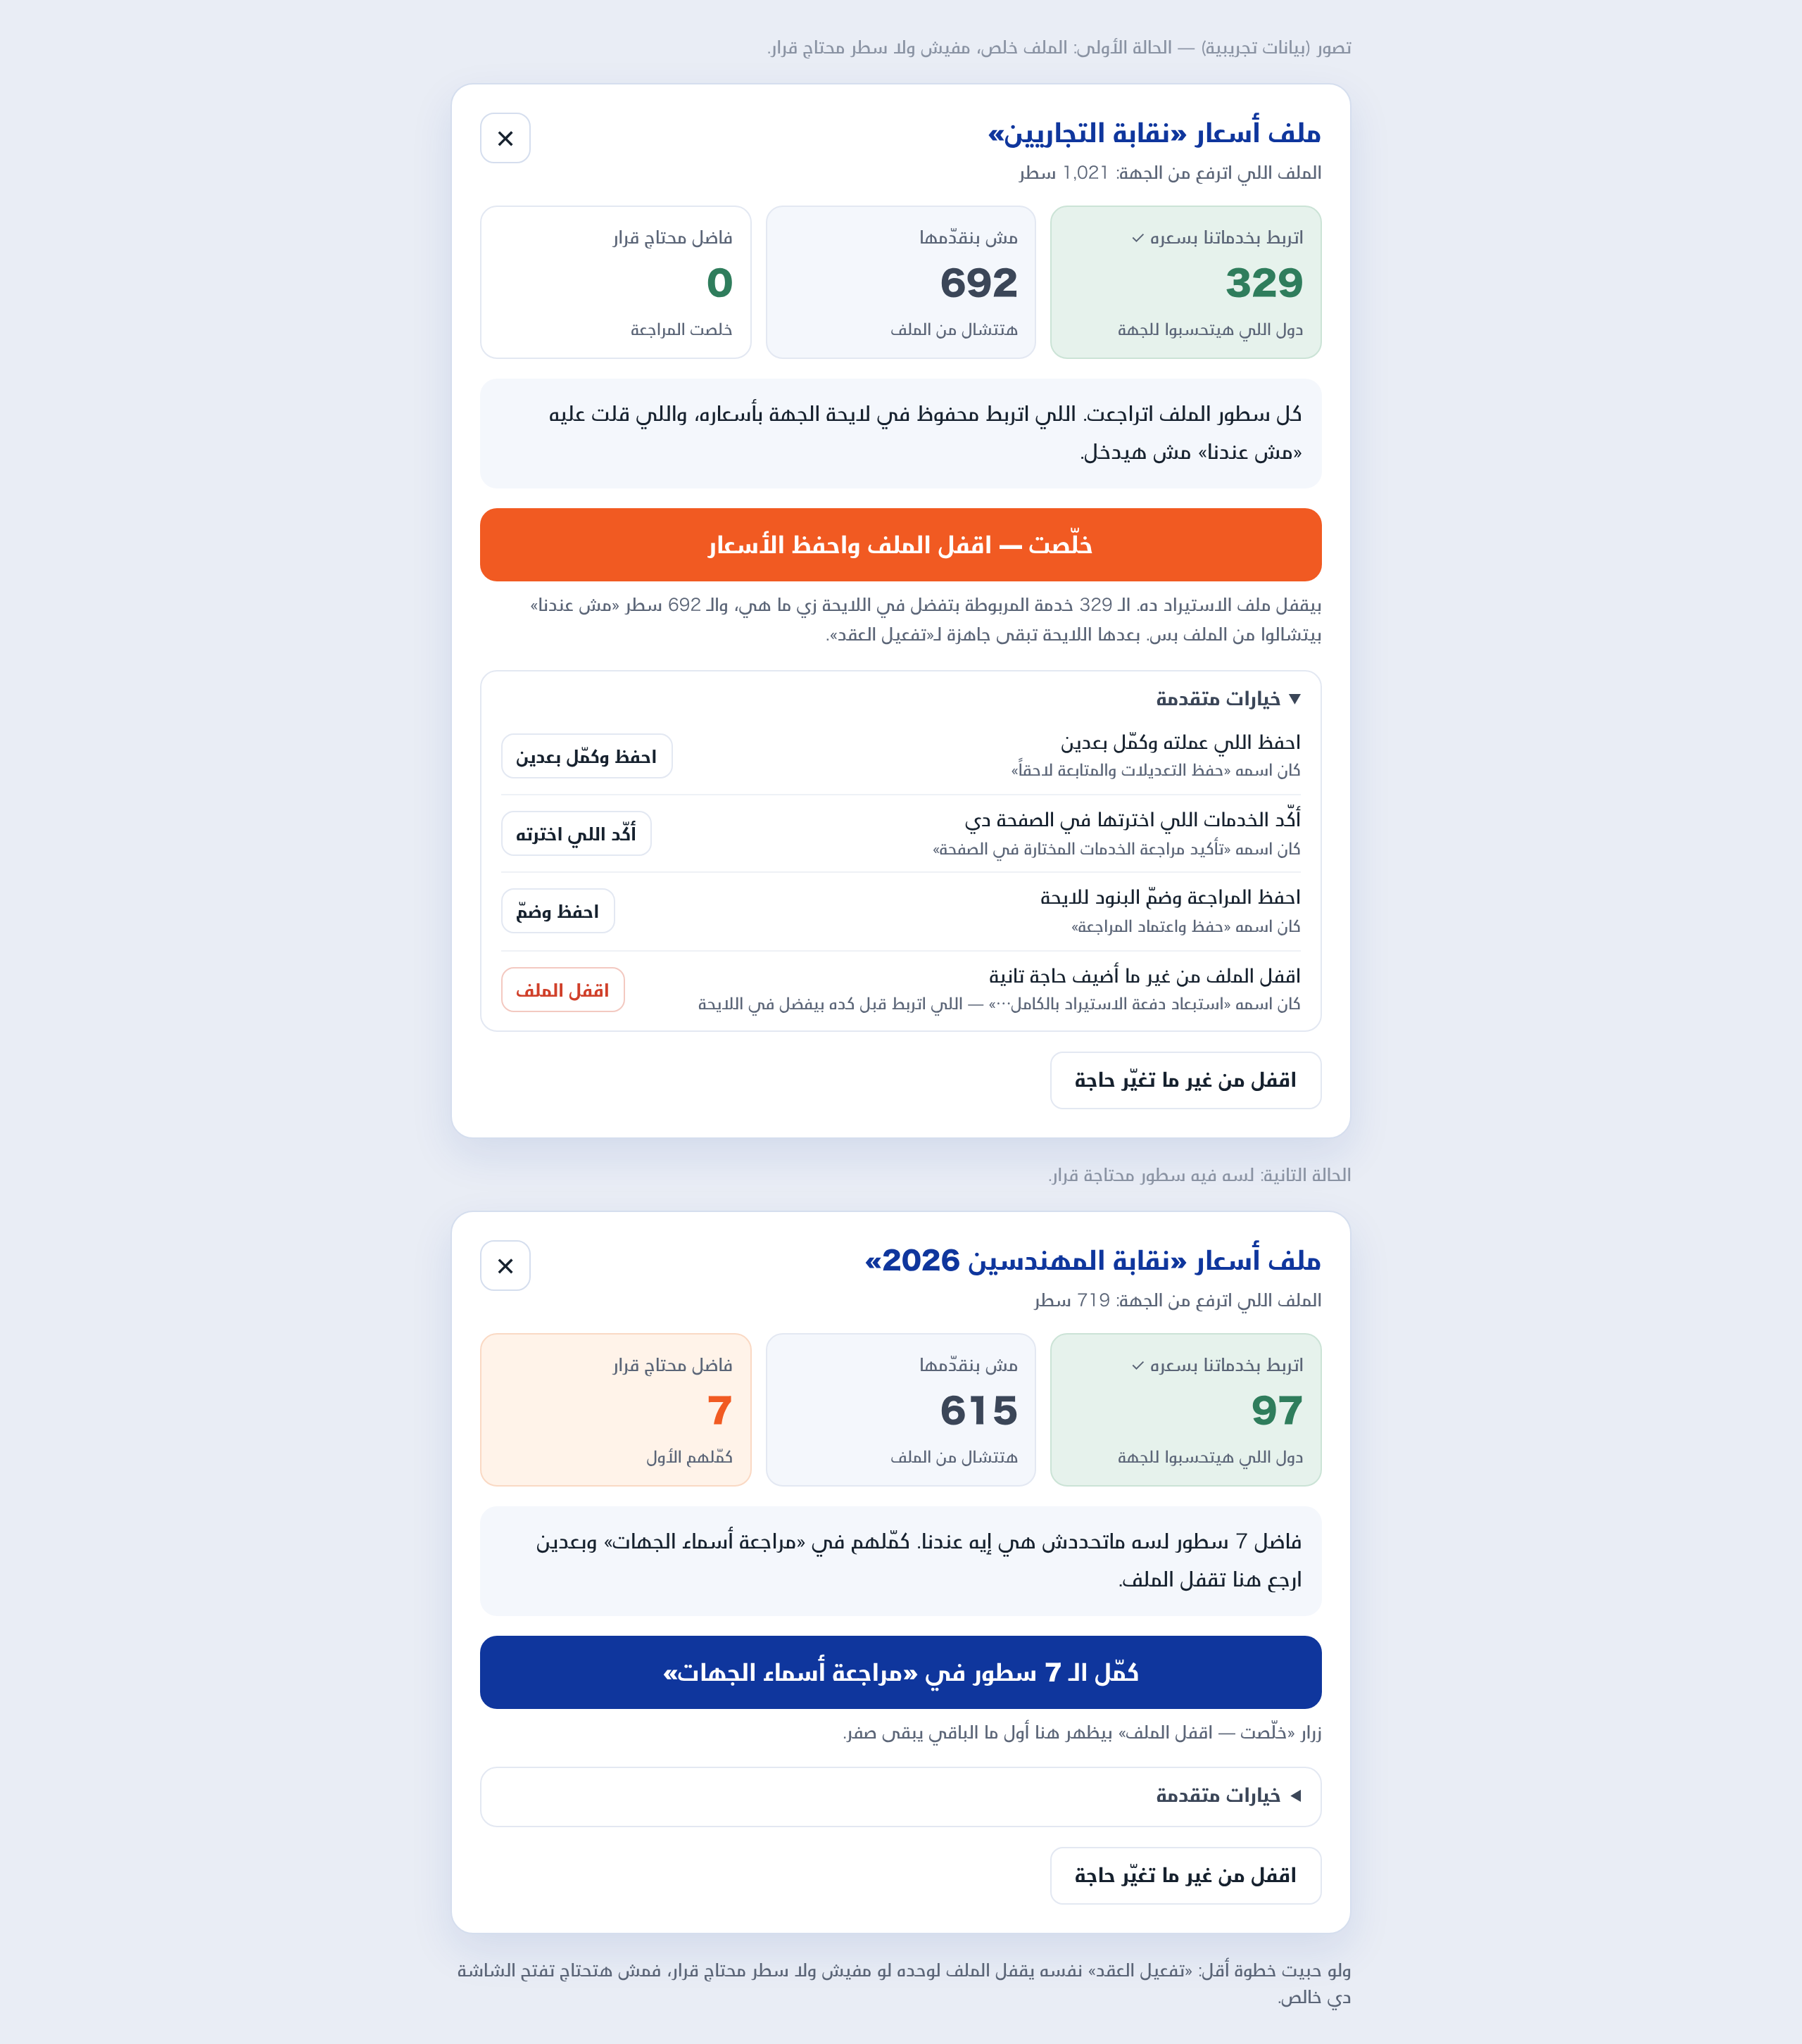 تصور (بيانات تجريبية) — الحالة الأولى: الملف خلص، مفيش ولا سطر محتاج قرار.
ملف أسعار «نقابة التجاريين»
✕
الملف اللي اترفع من الجهة: 1,021 سطر
اتربط بخدماتنا بسعره ✓
329
دول اللي هيتحسبوا للجهة
مش بنقدّمها
692
هتتشال من الملف
فاضل محتاج قرار
0
خلصت المراجعة
كل سطور الملف اتراجعت. اللي اتربط محفوظ في لايحة الجهة بأسعاره، واللي قلت عليه
«مش عندنا» مش هيدخل.
خلّصت — اقفل الملف واحفظ الأسعار
بيقفل ملف الاستيراد ده. الـ 329 خدمة المربوطة بتفضل في اللايحة زي ما هي، والـ 692 سطر «مش عندنا»
بيتشالوا من الملف بس. بعدها اللايحة تبقى جاهزة لـ«تفعيل العقد».
▼ خيارات متقدمة
احفظ اللي عملته وكمّل بعدين
كان اسمه «حفظ التعديلات والمتابعة لاحقاً»
احفظ وكمّل بعدين
أكّد الخدمات اللي اخترتها في الصفحة دي
كان اسمه «تأكيد مراجعة الخدمات المختارة في الصفحة»
أكّد اللي اخترته
احفظ المراجعة وضمّ البنود للايحة
كان اسمه «حفظ واعتماد المراجعة»
احفظ وضمّ
اقفل الملف من غير ما أضيف حاجة تانية
كان اسمه «استبعاد دفعة الاستيراد بالكامل…» — اللي اتربط قبل كده بيفضل في اللايحة
اقفل الملف
اقفل من غير ما تغيّر حاجة
الحالة التانية: لسه فيه سطور محتاجة قرار.
ملف أسعار «نقابة المهندسين 2026»
✕
الملف اللي اترفع من الجهة: 719 سطر
اتربط بخدماتنا بسعره ✓
97
دول اللي هيتحسبوا للجهة
مش بنقدّمها
615
هتتشال من الملف
فاضل محتاج قرار
7
كمّلهم الأول
فاضل 7 سطور لسه ماتحددش هي إيه عندنا. كمّلهم في «مراجعة أسماء الجهات» وبعدين
ارجع هنا تقفل الملف.
كمّل الـ 7 سطور في «مراجعة أسماء الجهات»
زرار «خلّصت — اقفل الملف» بيظهر هنا أول ما الباقي يبقى صفر.
◀ خيارات متقدمة
اقفل من غير ما تغيّر حاجة
ولو حبيت خطوة أقل: «تفعيل العقد» نفسه يقفل الملف لوحده لو مفيش ولا سطر محتاج قرار، فمش هتحتاج تفتح الشاشة
دي خالص.